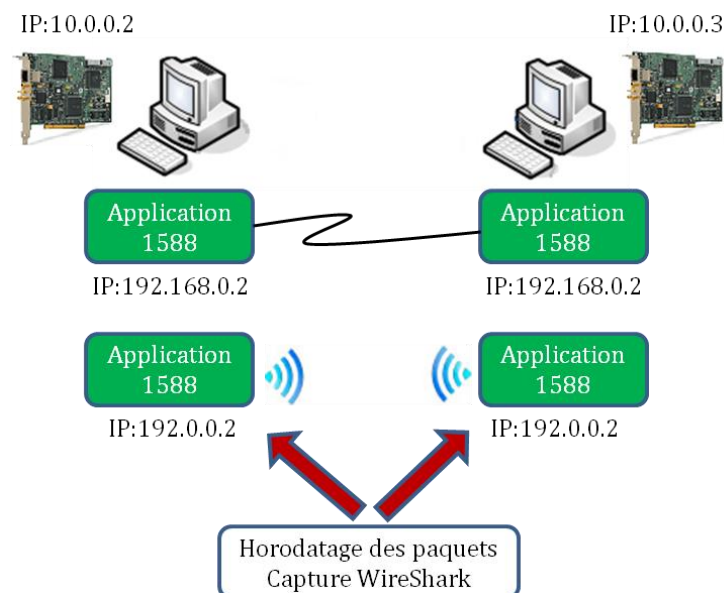 IP:10.0.0.2
IP:10.0.0.3
Application
1588
Application
1588
IP:192.168.0.2
IP:192.168.0.2
Application
1588
Application
1588
IP:192.0.0.2
IP:192.0.0.2
Horodatage des paquets
Capture WireShark